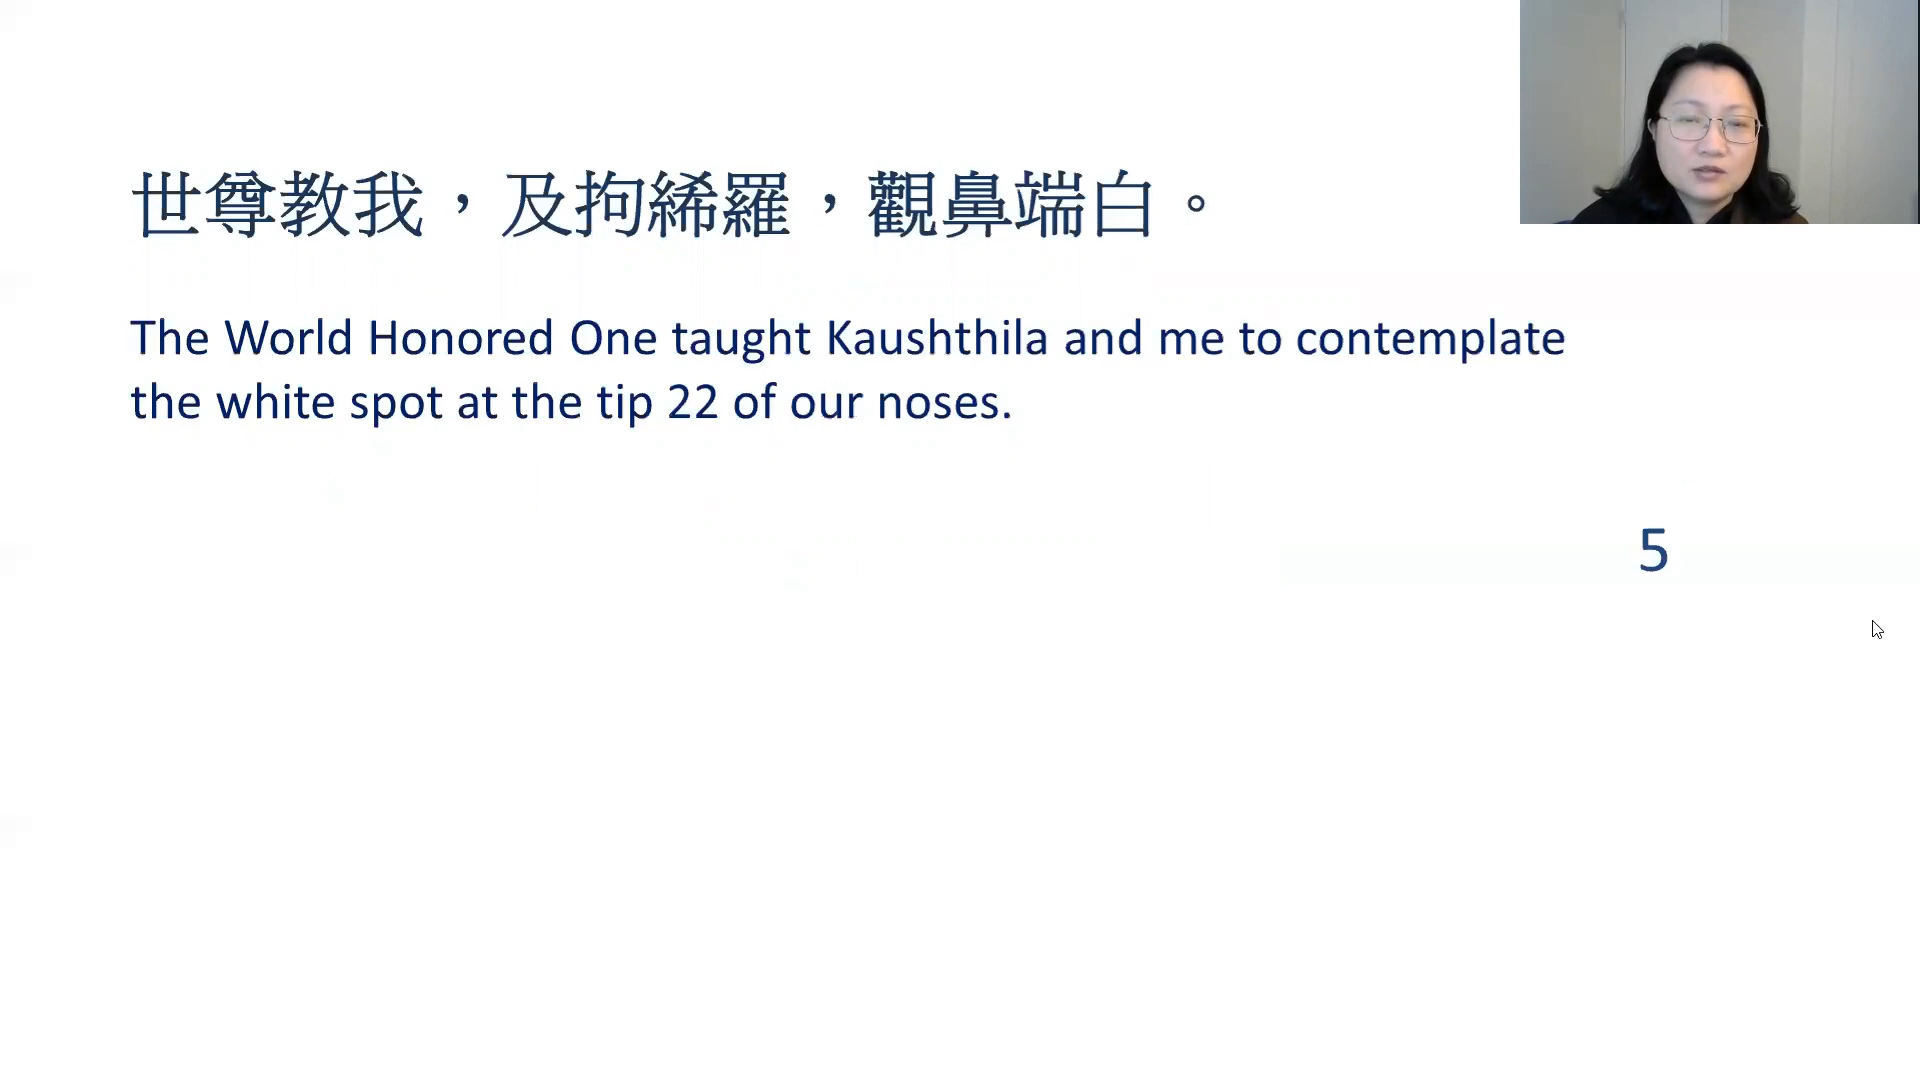 世尊教我，及拘絺羅，觀鼻端白。
The World Honored One taught Kaushthila and me to contemplate
the white spot at the tip 22 of our noses.
5